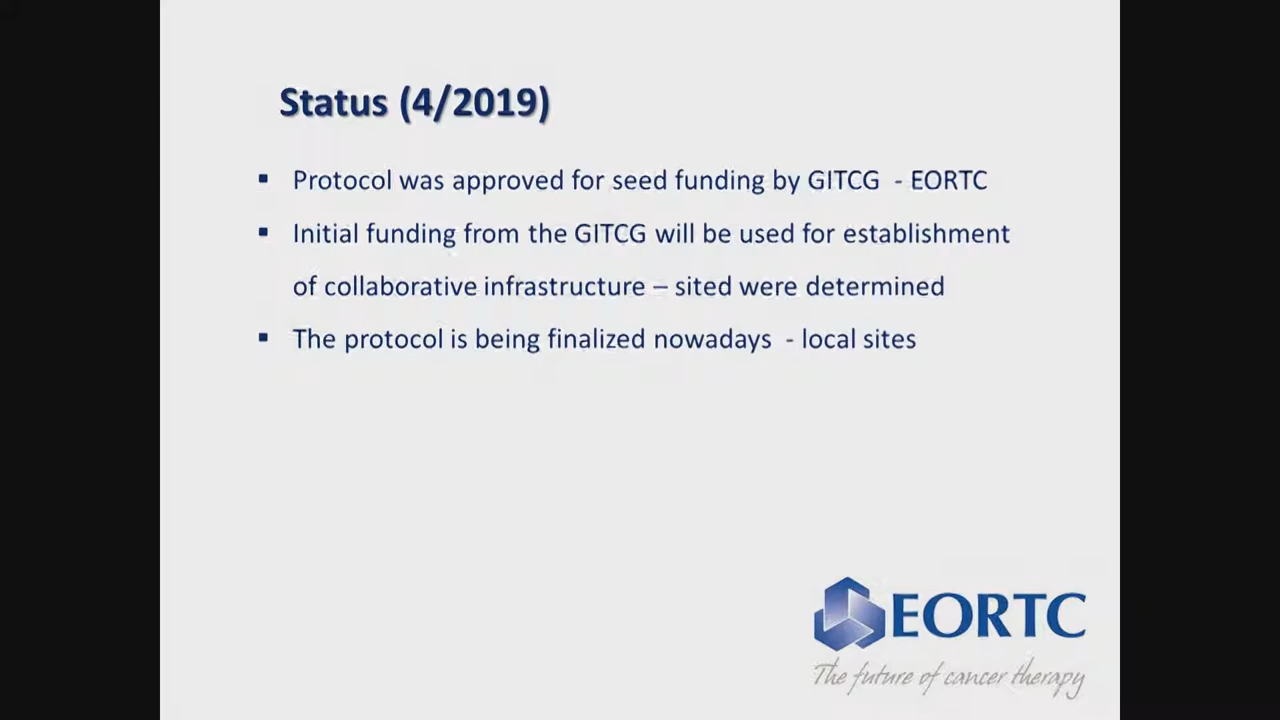 Status (4/2019)
▪ Protocol was approved for seed funding by GITCG - EORTC
▪ Initial funding from the GITCG will be used for establishment
of collaborative infrastructure – sited were determined
▪ The protocol is being finalized nowadays - local sites
EORTC
The future of cancer therapy